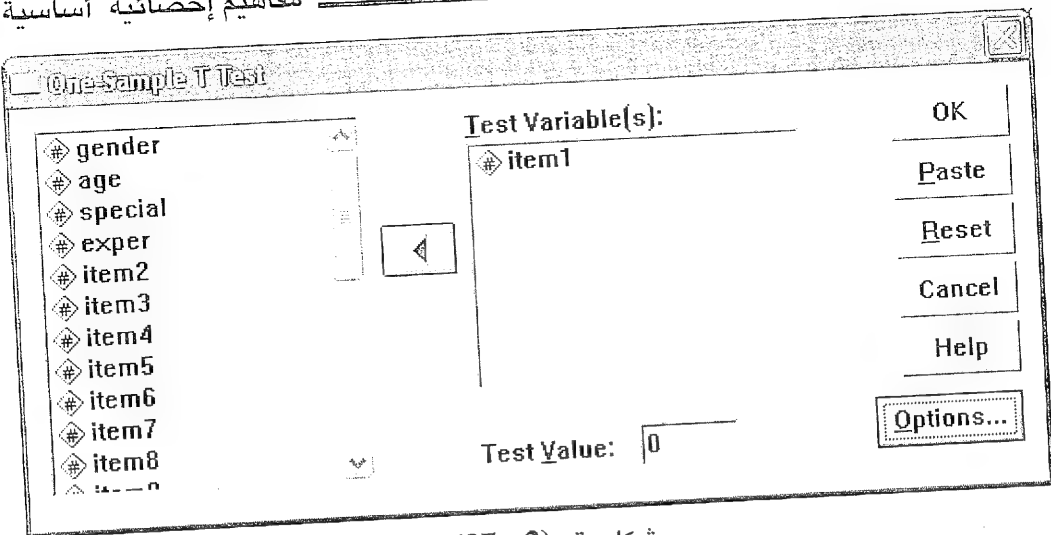 مفاهيم إحصائية أساسية
One-Sample T Test
gender
age
special
exper
item2
item3
item4
item5
item6
item7
item8
Test Variable(s):
item1
Test Value: 0
OK
Paste
Reset
Cancel
Help
Options...